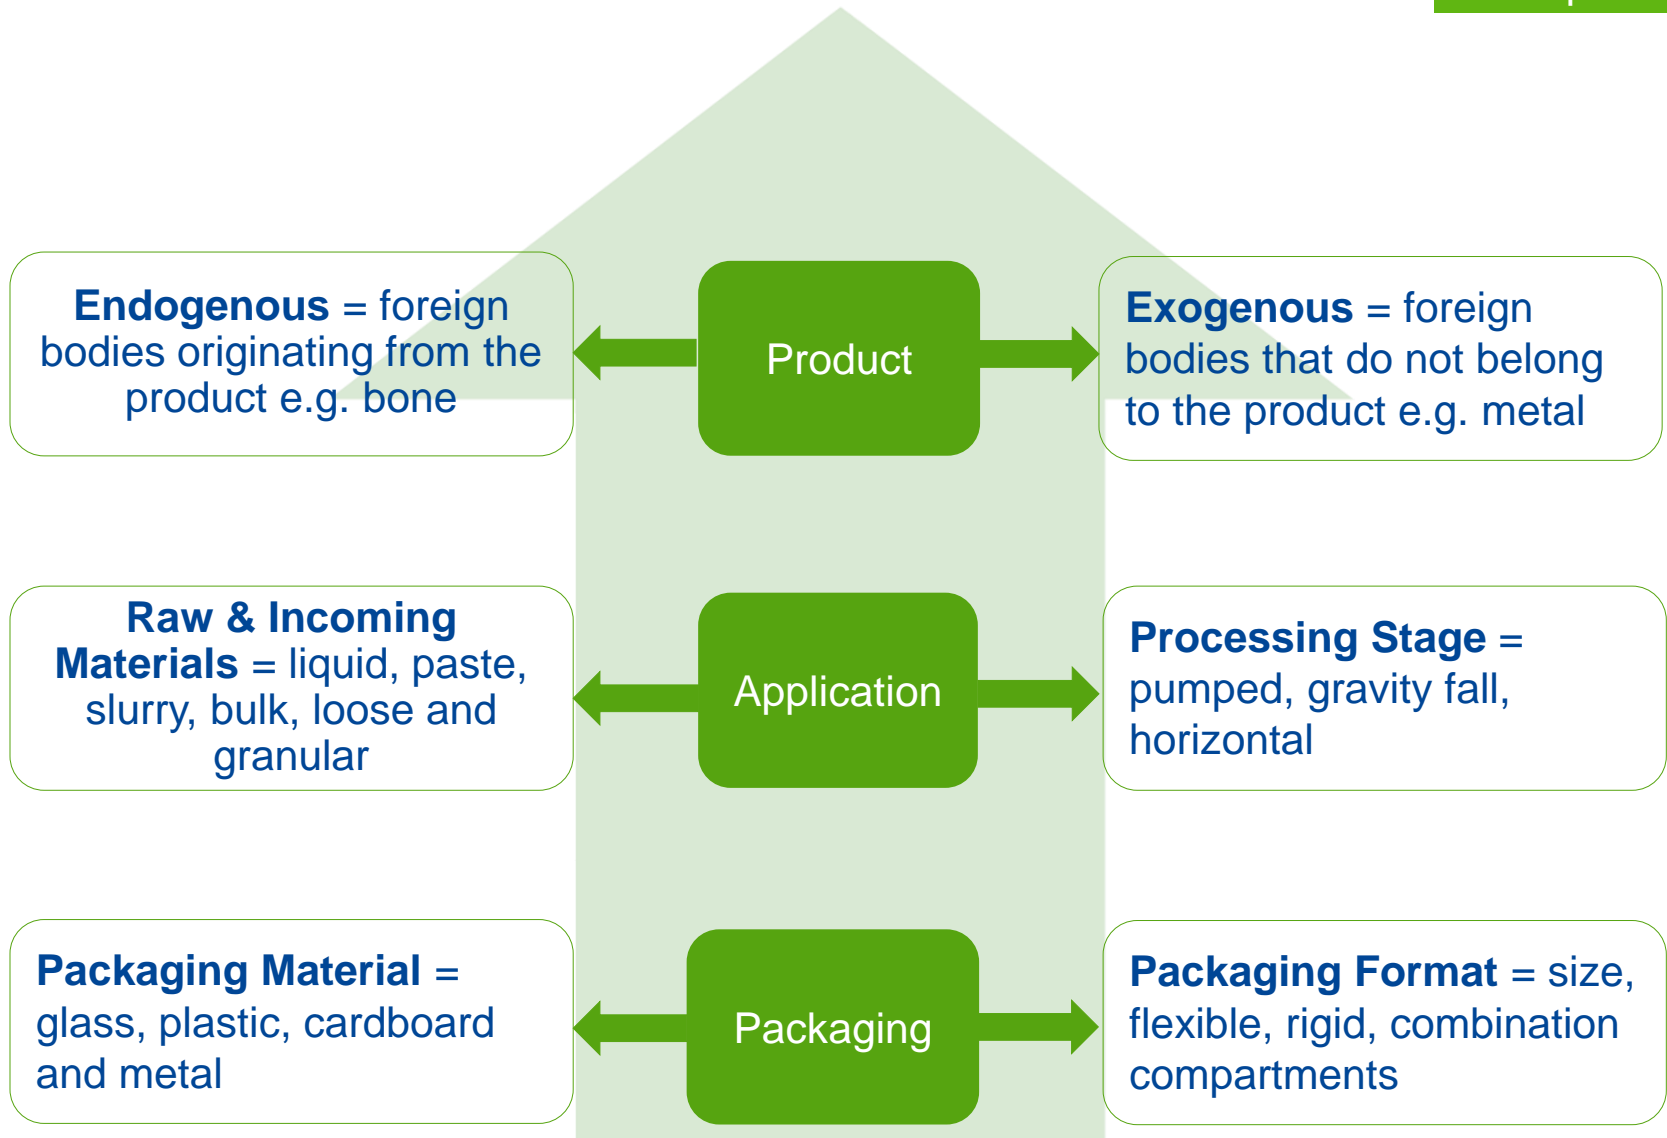 Endogenous = foreign
bodies originating from the
product e.g. bone
Product
Exogenous = foreign
bodies that do not belong
to the product e.g. metal
Raw & Incoming
Materials = liquid, paste,
slurry, bulk, loose and
granular
Application
Processing Stage =
pumped, gravity fall,
horizontal
Packaging Material =
glass, plastic, cardboard
and metal
Packaging
Packaging Format = size,
flexible, rigid, combination
compartments